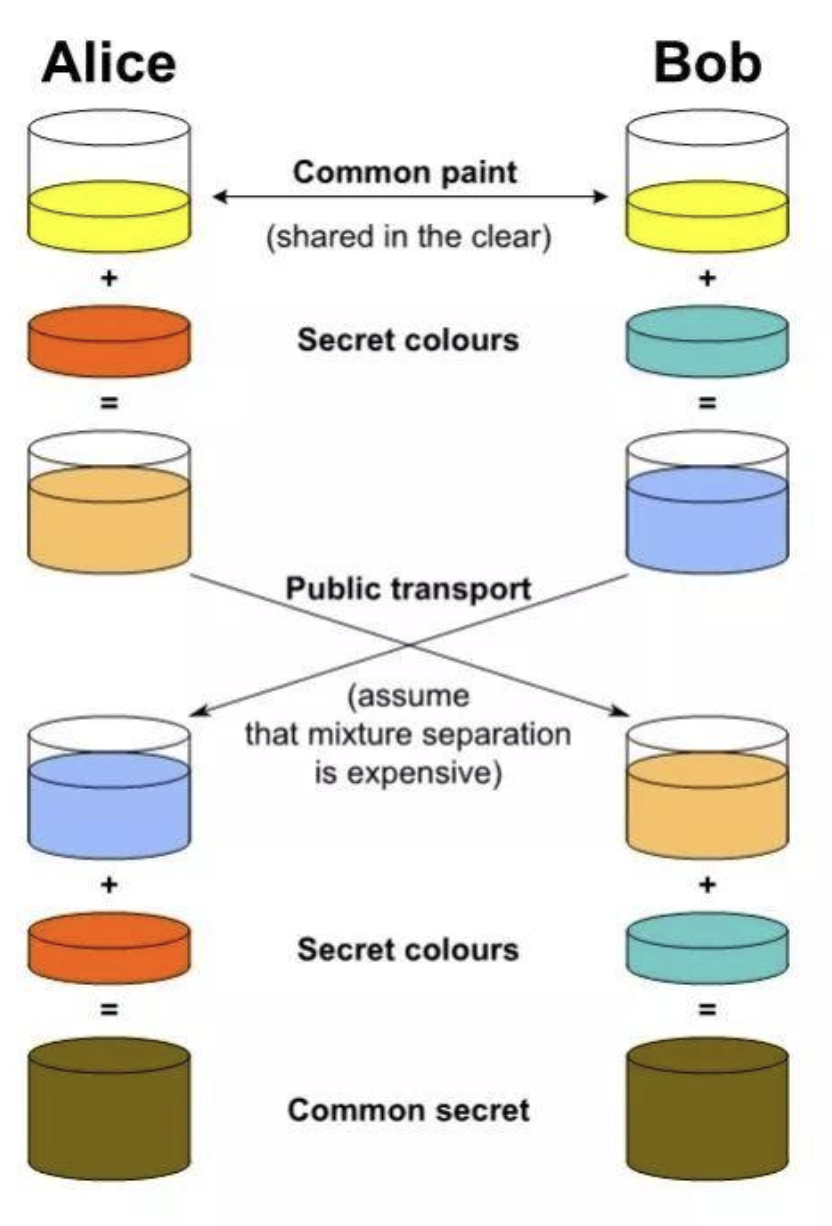 Alice
Bob
Common paint
(shared in the clear)
+
+
Secret colours
=
=
Public transport
(assume
that mixture separation
is expensive)
+
+
Secret colours
=
=
Common secret